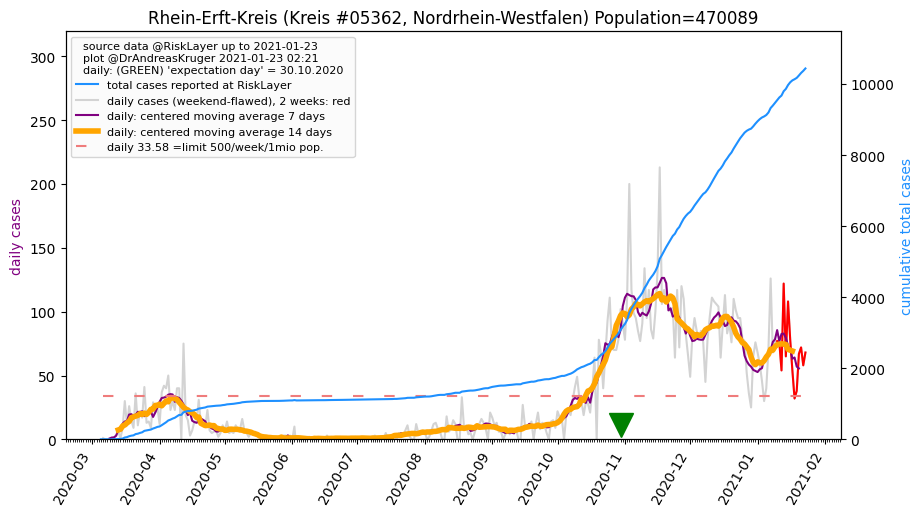 Rhein-Erft-Kreis (Kreis #05362, Nordrhein-Westfalen) Population=470089
source data @RiskLayer up to 2021-01-23
plot @DrAndreasKruger 2021-01-23 02:21
daily: (GREEN) 'expectation day' = 30.10.2020
total cases reported at RiskLayer
daily cases (weekend-flawed), 2 weeks: red
daily: centered moving average 7 days
daily: centered moving average 14 days
daily 33.58 =limit 500/week/1mio pop.
daily cases
300
250
200
150
100
50
0
cumulative total cases
10000
8000
6000
4000
2000
0
2020-03
2020-04
2020-05
2020-06
2020-07
2020-08
2020-09
2020-10
2020-11
2020-12
2021-01
2021-02